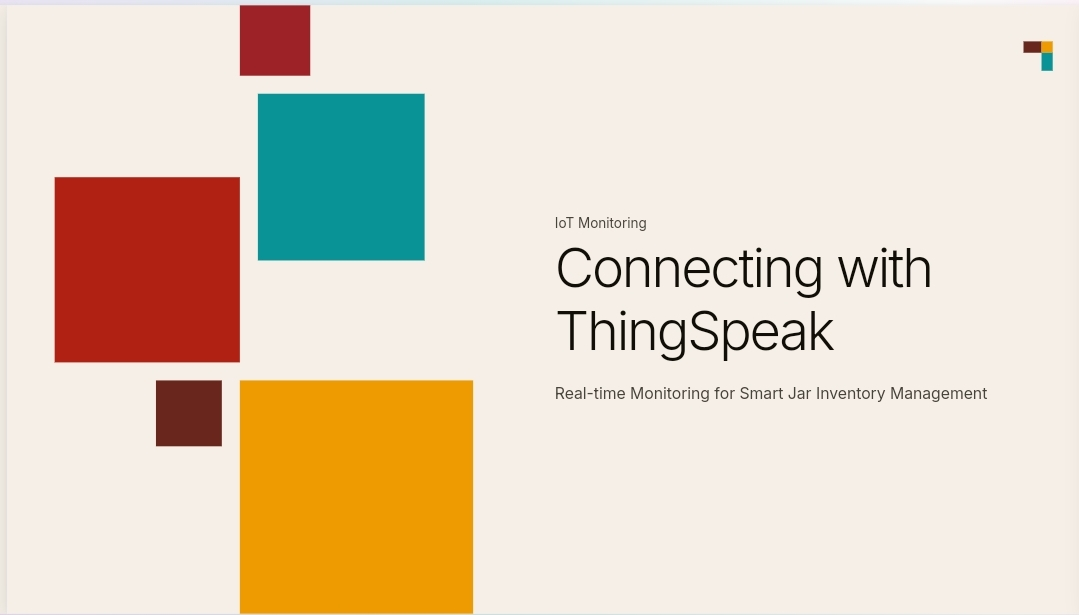 IoT Monitoring
Connecting with
ThingSpeak
Real-time Monitoring for Smart Jar Inventory Management